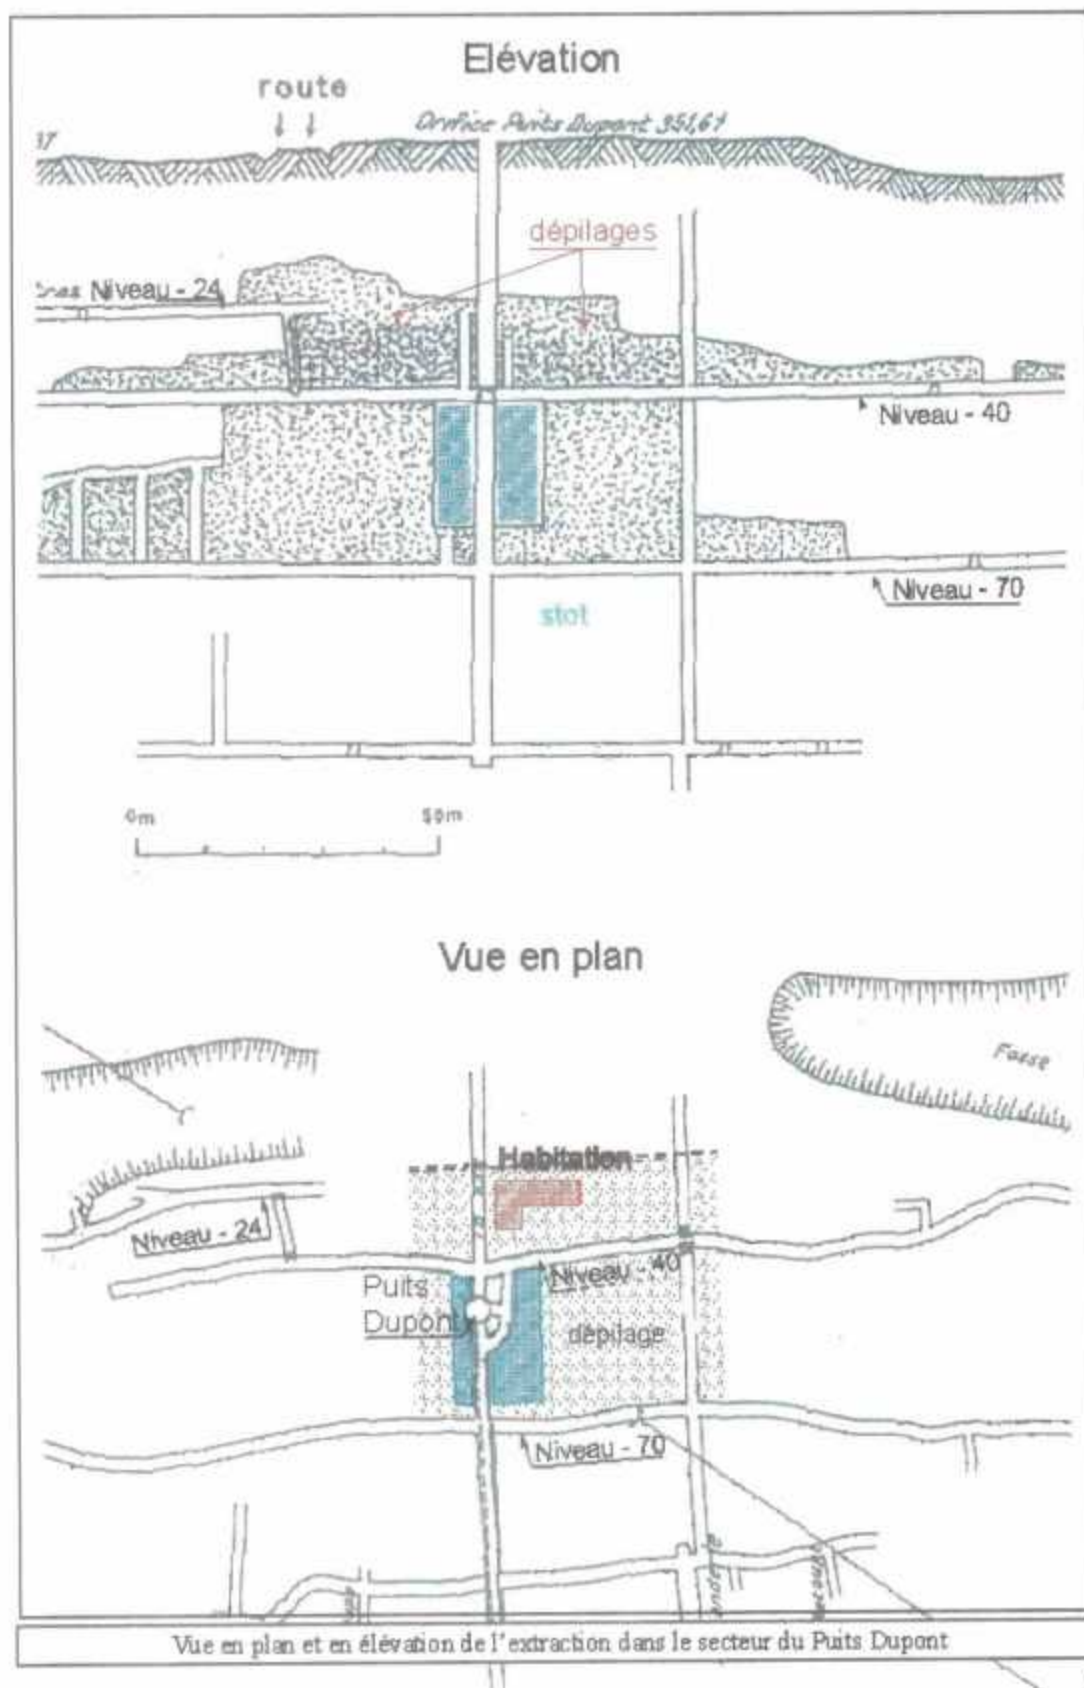 Elévation
route
Orifice Puits Dupont 351,61
dépilages
Niveau - 24
Niveau - 40
Niveau - 70
stot
0m 50m
Vue en plan
Fosse
Habitation
Niveau - 24
Niveau - 40
Puits
Dupont
dépilage
Niveau - 70
Vue en plan et en élévation de l'extraction dans le secteur du Puits Dupont